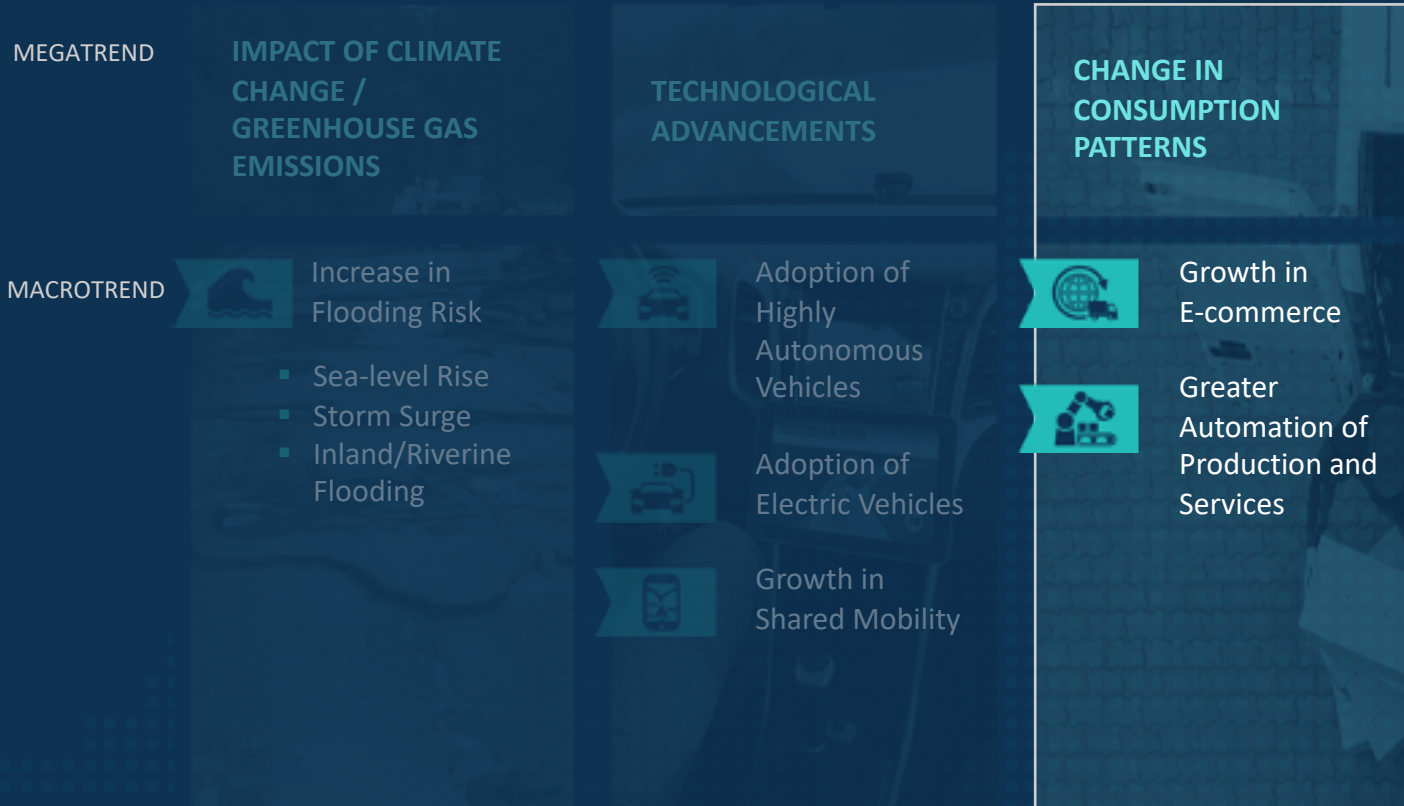 MEGATREND
IMPACT OF CLIMATE
CHANGE /
GREENHOUSE GAS
EMISSIONS
TECHNOLOGICAL
ADVANCEMENTS
CHANGE IN
CONSUMPTION
PATTERNS
MACROTREND
Increase in
Flooding Risk
▪ Sea-level Rise
▪ Storm Surge
▪ Inland/Riverine
Flooding
Adoption of
Highly
Autonomous
Vehicles
Adoption of
Electric Vehicles
Growth in
Shared Mobility
Growth in
E-commerce
Greater
Automation of
Production and
Services